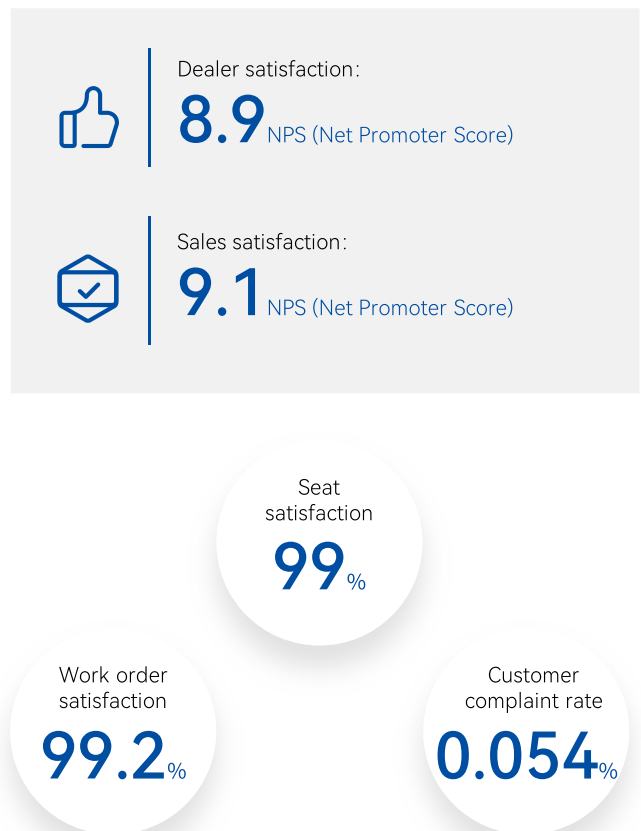 Dealer satisfaction:
8.9 NPS (Net Promoter Score)
Sales satisfaction:
9.1 NPS (Net Promoter Score)
Seat
satisfaction
99%
Work order
satisfaction
99.2%
Customer
complaint rate
0.054%